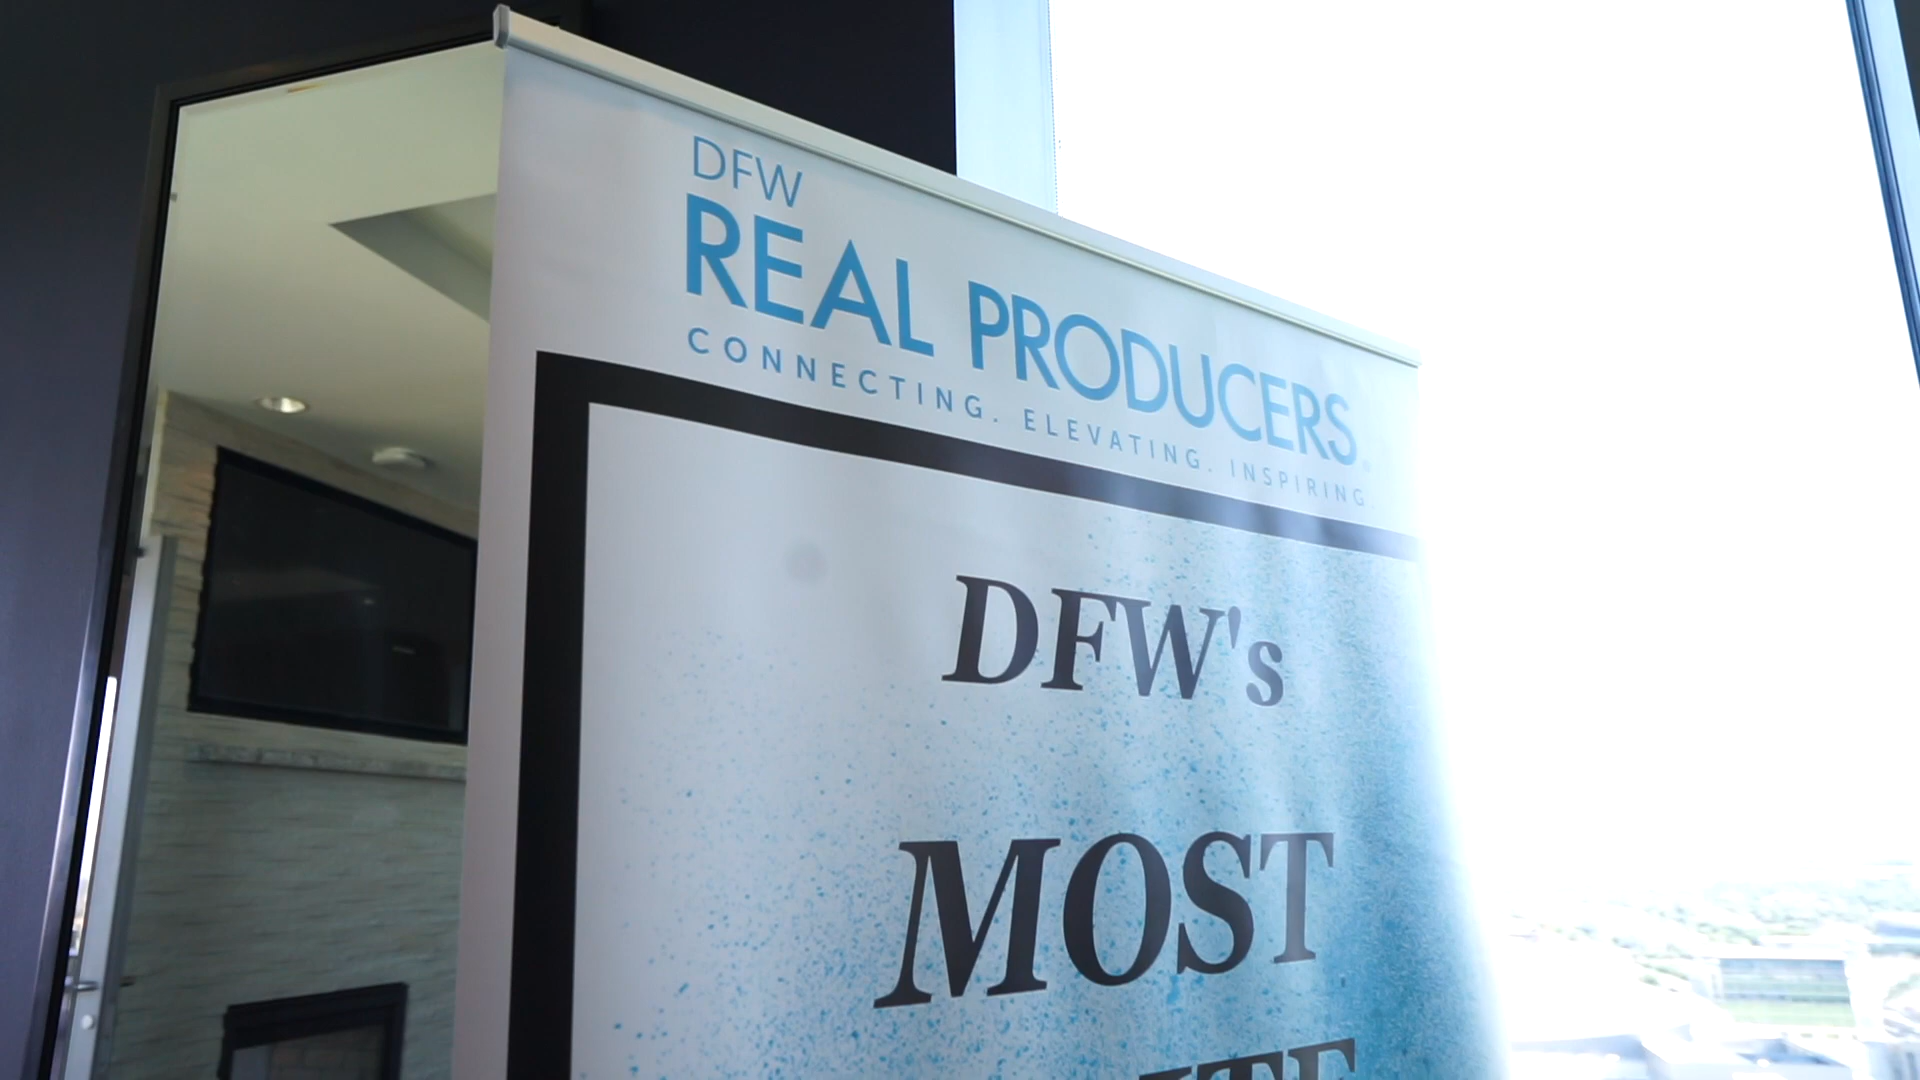 DFW
REAL PRODUCERS
CONNECTING. ELEVATING. INSPIRING.
DFW's
MOST